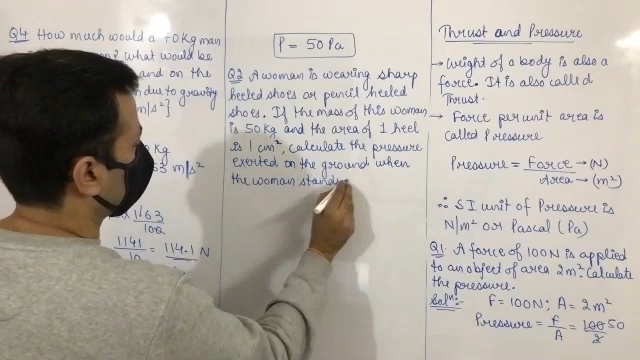 Q4 How much would a 70Kg man
what would be
and on the
due to gravity
m/s²]
Kg
63 m/s²
x 1163
100
1141
10
= 114.1 N
P = 50 Pa
Q2 A woman is wearing sharp
heeled shoes or pencil heeled
shoes. If the mass of this woman
is 50 Kg and the area of 1 heel
is 1 cm², calculate the pressure
exerted on the ground when
the woman stands
Thrust and Pressure
→ weight of a body is also a
force. It is also called
Thrust.
→ Force per unit area is
called Pressure
Pressure = Force → (N)
Area → (m²)
∴ SI unit of Pressure is
N/m² or Pascal (Pa)
Q1 A force of 100N is applied
to an object of area 2m². Calculate
the pressure.
Solⁿ:- F = 100N; A = 2m²
Pressure = F/A = 100/2 50